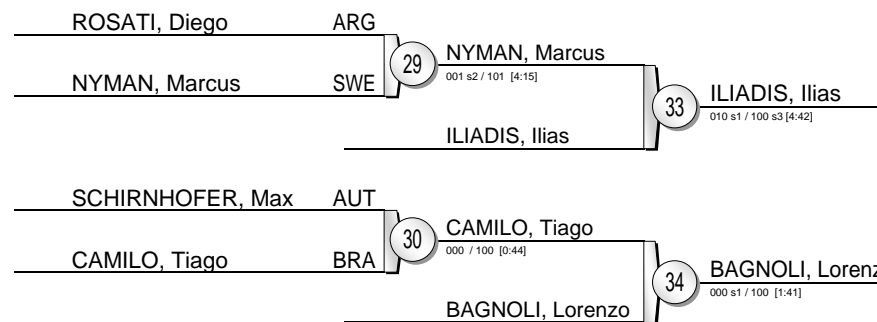 ROSATI, Diego ARG
NYMAN, Marcus SWE
29
NYMAN, Marcus
001 s2 / 101 [4:15]
ILIADIS, Ilias
33
ILIADIS, Ilias
010 s1 / 100 s3 [4:42]
SCHIRNHOFER, Max AUT
CAMILO, Tiago BRA
30
CAMILO, Tiago
000 / 100 [0:44]
BAGNOLI, Lorenzo
34
BAGNOLI, Lorenz
000 s1 / 100 [1:41]